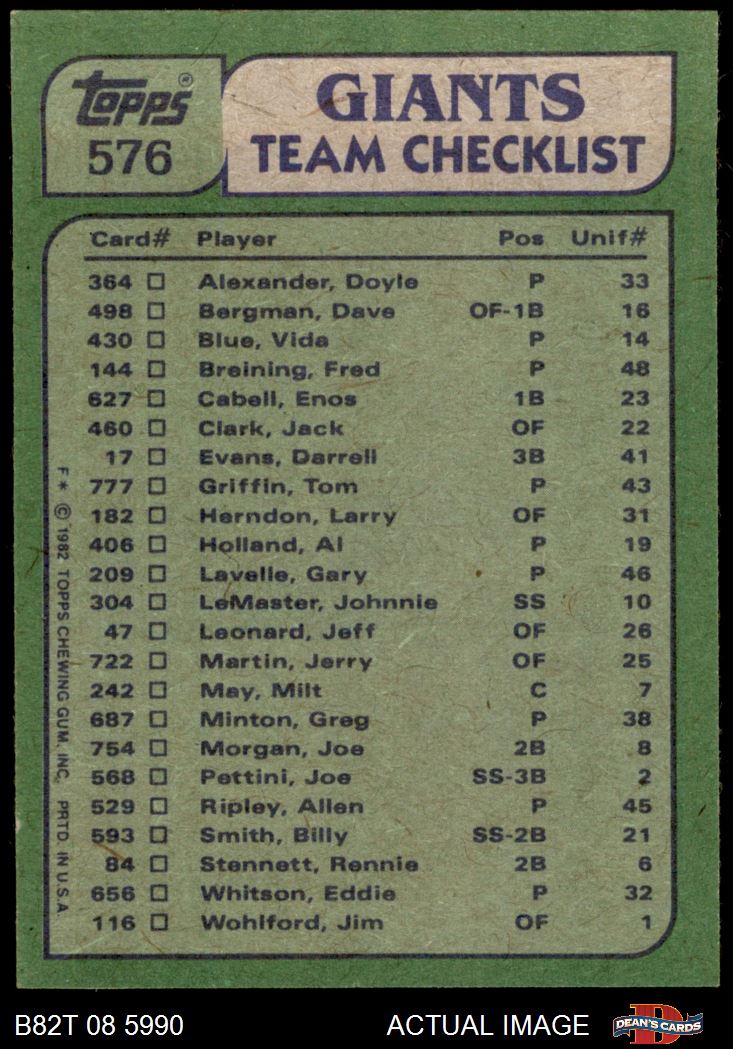 TOPPS®
576
GIANTS
TEAM CHECKLIST
Card# Player Pos Unif#
364 Alexander, Doyle P 33
498 Bergman, Dave OF-1B 16
430 Blue, Vida P 14
144 Breining, Fred P 48
627 Cabell, Enos 1B 23
460 Clark, Jack OF 22
17 Evans, Darrell 3B 41
777 Griffin, Tom P 43
182 Herndon, Larry OF 31
406 Holland, Al P 19
209 Lavelle, Gary P 46
304 LeMaster, Johnnie SS 10
47 Leonard, Jeff OF 26
722 Martin, Jerry OF 25
242 May, Milt C 7
687 Minton, Greg P 38
754 Morgan, Joe 2B 8
568 Pettini, Joe SS-3B 2
529 Ripley, Allen P 45
593 Smith, Billy SS-2B 21
84 Stennett, Rennie 2B 6
656 Whitson, Eddie P 32
116 Wohlford, Jim OF 1
F* © 1982 TOPPS CHEWING GUM, INC. PRTD. IN U.S.A.
B82T 08 5990 ACTUAL IMAGE
D
DEAN'S CARDS